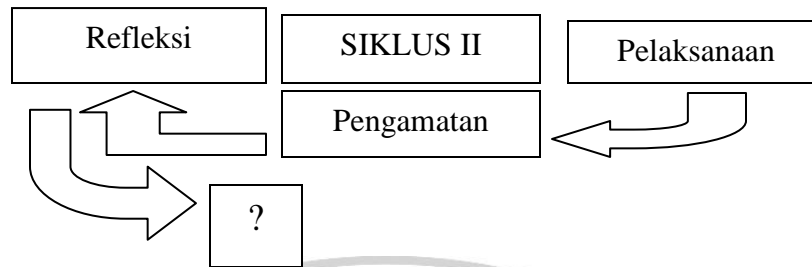 Refleksi
SIKLUS II
Pelaksanaan
Pengamatan
?